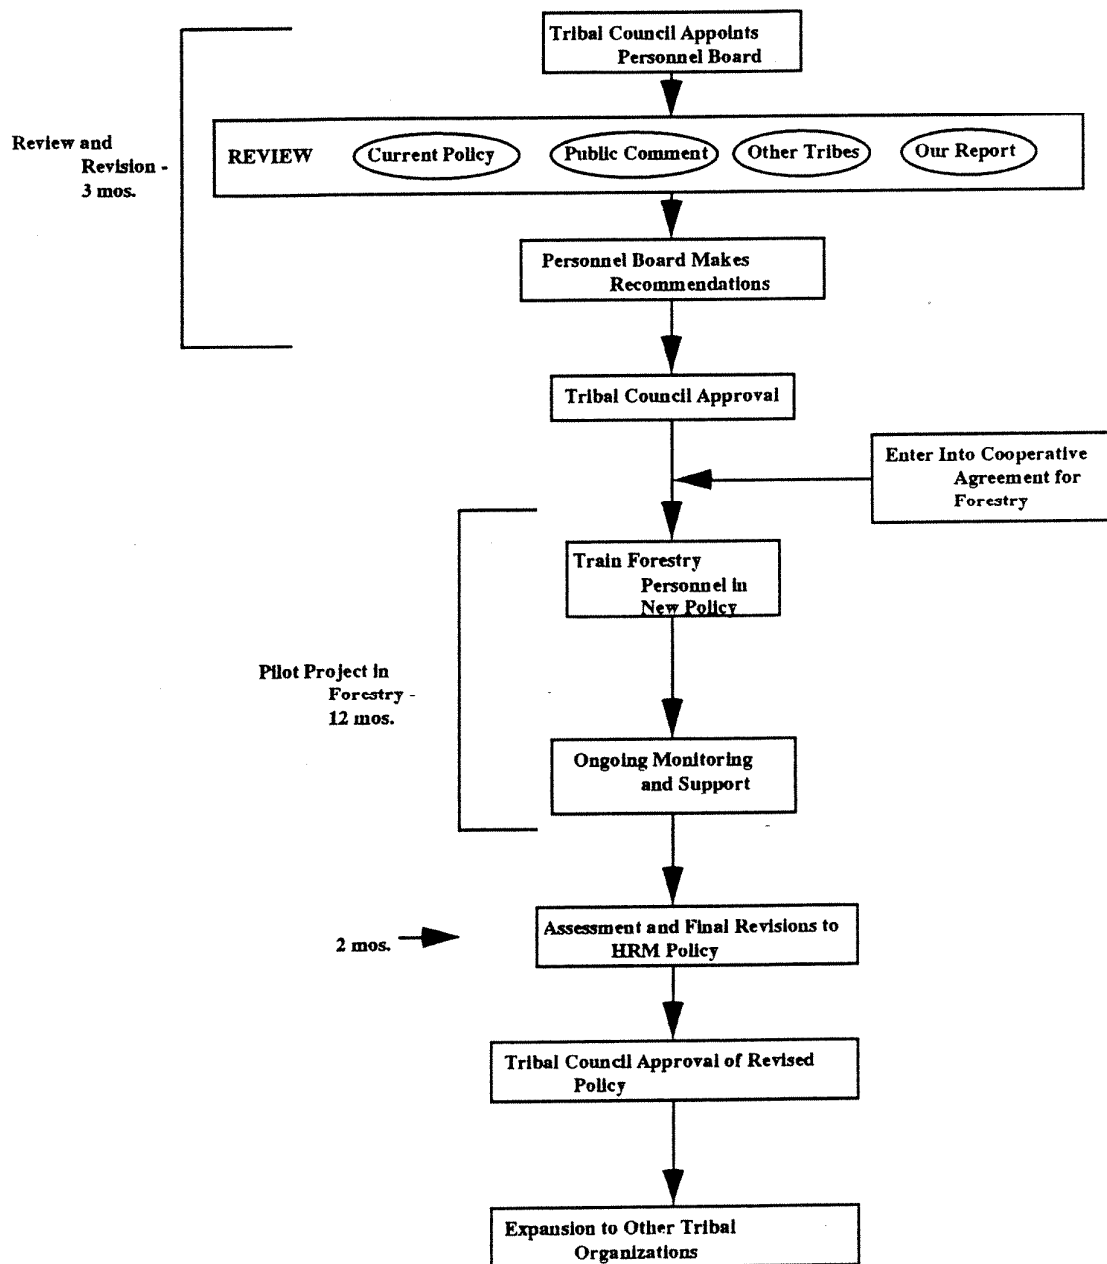 Tribal Council Appoints
Personnel Board
Review and
Revision -
3 mos.
REVIEW Current Policy Public Comment Other Tribes Our Report
Personnel Board Makes
Recommendations
Tribal Council Approval
Enter Into Cooperative
Agreement for
Forestry
Train Forestry
Personnel in
New Policy
Pilot Project in
Forestry -
12 mos.
Ongoing Monitoring
and Support
2 mos.
Assessment and Final Revisions to
HRM Policy
Tribal Council Approval of Revised
Policy
Expansion to Other Tribal
Organizations